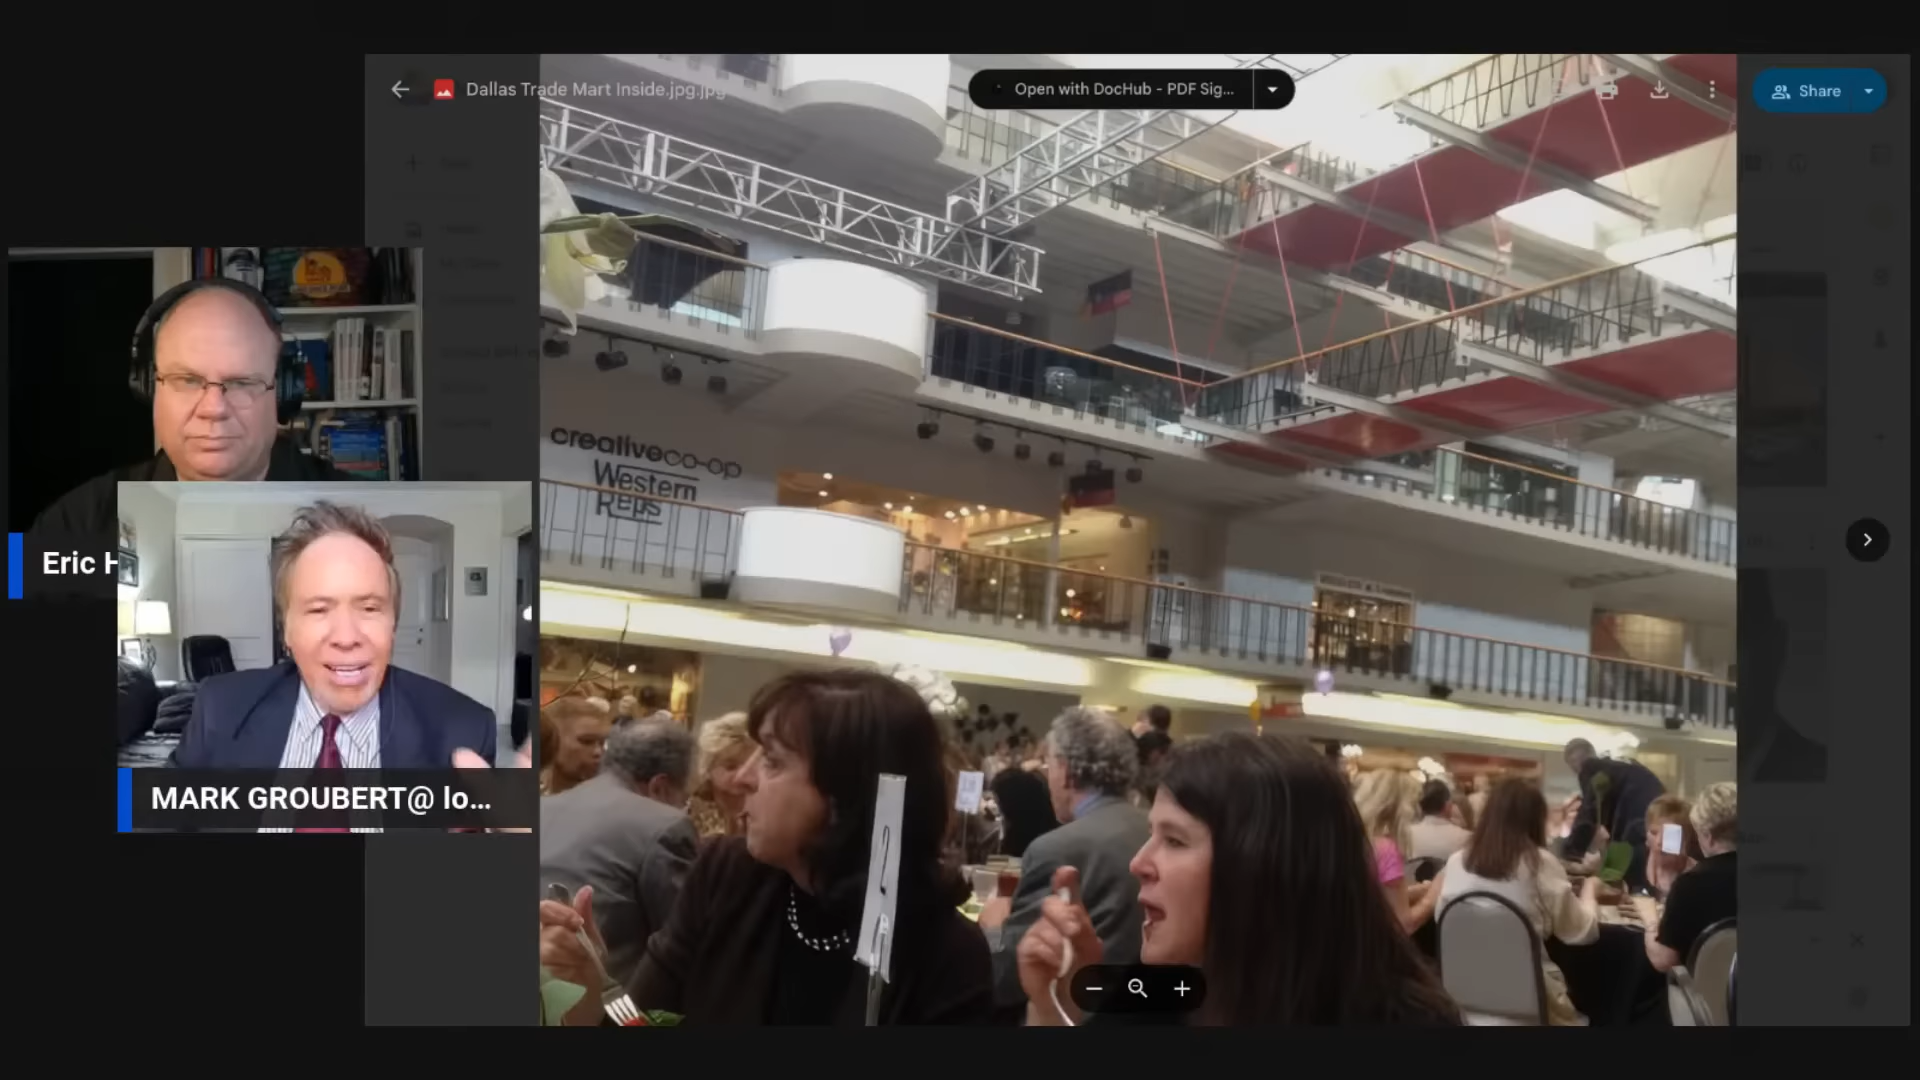 Dallas Trade Mart Inside.jpg.jpg
Open with DocHub - PDF Sig...
Share
creativeco-op
Western
Reps
Eric H
MARK GROUBERT@ lo...